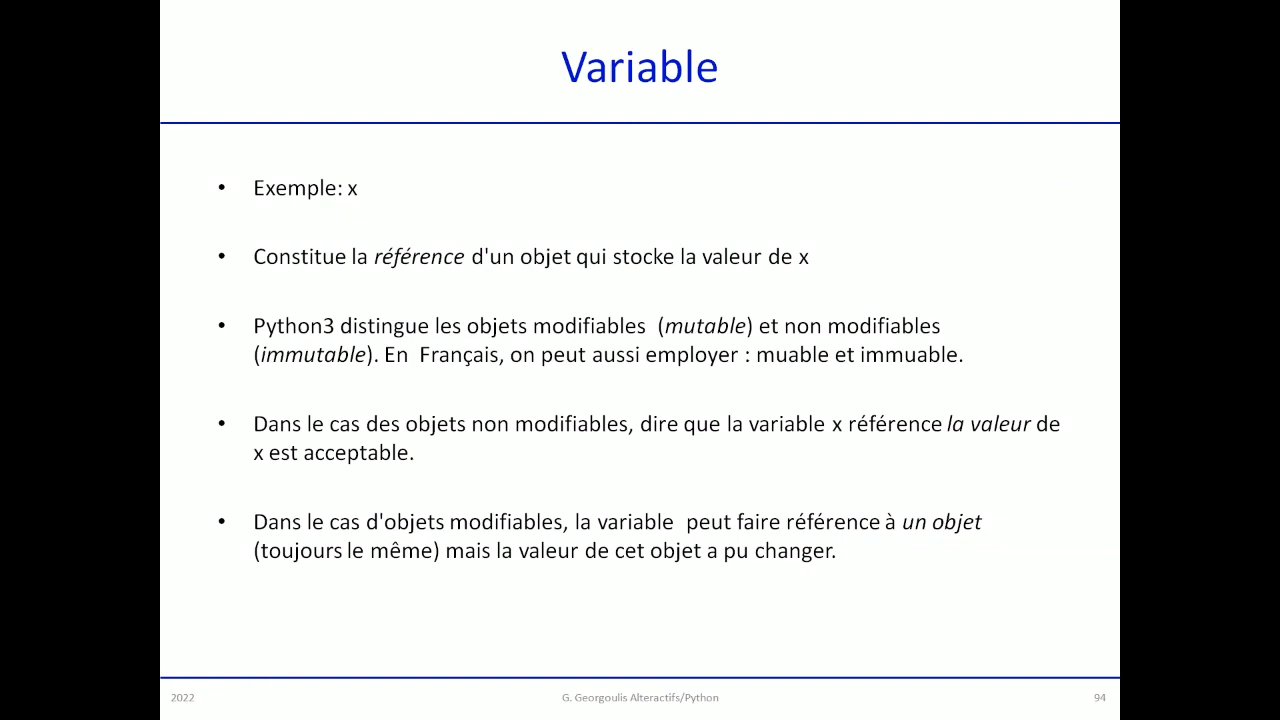 Variable
• Exemple: x
• Constitue la référence d'un objet qui stocke la valeur de x
• Python3 distingue les objets modifiables (mutable) et non modifiables
(immutable). En Français, on peut aussi employer : muable et immuable.
• Dans le cas des objets non modifiables, dire que la variable x référence la valeur de
x est acceptable.
• Dans le cas d'objets modifiables, la variable peut faire référence à un objet
(toujours le même) mais la valeur de cet objet a pu changer.
2022
G. Georgoulis Alteractifs/Python
94